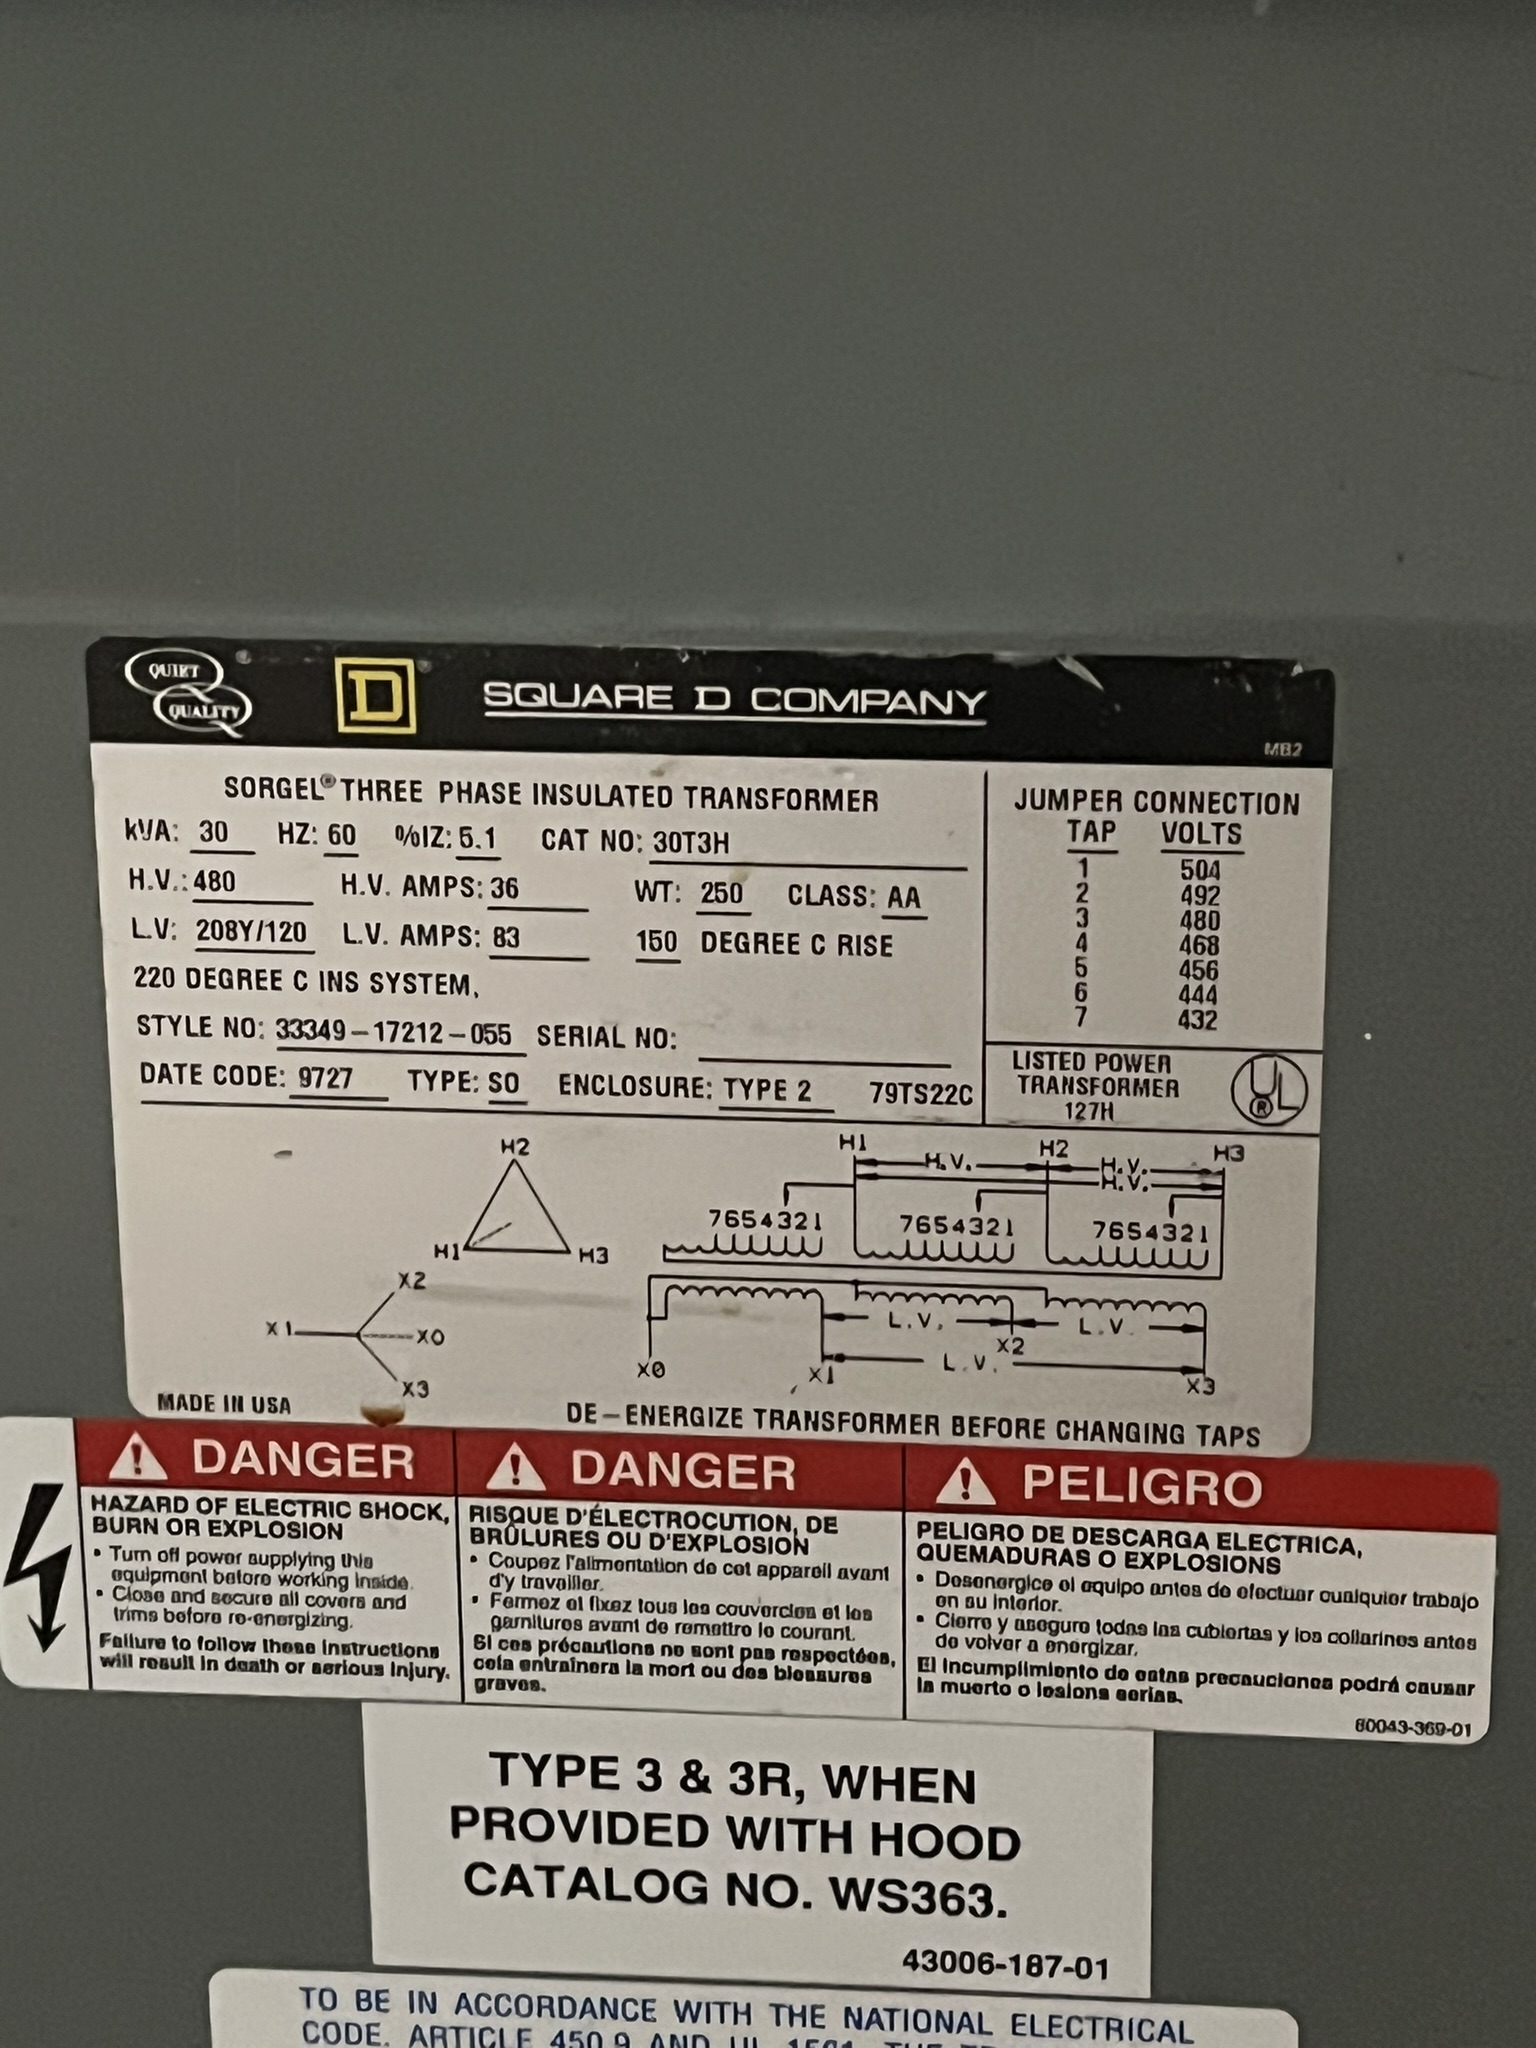 QUIET
QUALITY
D
SQUARE D COMPANY
MB2
SORGEL® THREE PHASE INSULATED TRANSFORMER
kVA: 30 HZ: 60 %IZ: 5.1 CAT NO: 30T3H
H.V.: 480 H.V. AMPS: 36 WT: 250 CLASS: AA
L.V: 208Y/120 L.V. AMPS: 83 150 DEGREE C RISE
220 DEGREE C INS SYSTEM,
STYLE NO: 33349-17212-055 SERIAL NO:
DATE CODE: 9727 TYPE: SO ENCLOSURE: TYPE 2 79TS22C
JUMPER CONNECTION
TAP VOLTS
1 504
2 492
3 480
4 468
5 456
6 444
7 432
LISTED POWER
TRANSFORMER
127H
UL®
H2
H1 H3
X2
X1 X0
X3
H1 H2 H3
H.V. H.V.
H.V.
7654321 7654321 7654321
L.V. L.V.
X2
L.V.
X0 X1 X3
MADE IN USA
DE-ENERGIZE TRANSFORMER BEFORE CHANGING TAPS
DANGER
HAZARD OF ELECTRIC SHOCK,
BURN OR EXPLOSION
• Turn off power supplying this
equipment before working inside.
• Close and secure all covers and
trims before re-energizing.
Failure to follow these instructions
will result in death or serious injury.
DANGER
RISQUE D'ÉLECTROCUTION, DE
BRÛLURES OU D'EXPLOSION
• Coupez l'alimentation de cet appareil avant
d'y travailler.
• Fermez et fixez tous les couvercles et les
garnitures avant de remettre le courant.
Si ces précautions ne sont pas respectées,
cela entraînera la mort ou des blessures
graves.
PELIGRO
PELIGRO DE DESCARGA ELECTRICA,
QUEMADURAS O EXPLOSIONS
• Desenergice el equipo antes de efectuar cualquier trabajo
en su interior.
• Cierre y asegure todas las cubiertas y los collarines antes
de volver a energizar.
El incumplimiento de estas precauciones podrá causar
la muerte o lesions serias.
80043-369-01
TYPE 3 & 3R, WHEN
PROVIDED WITH HOOD
CATALOG NO. WS363.
43006-187-01
TO BE IN ACCORDANCE WITH THE NATIONAL ELECTRICAL
CODE. ARTICLE 450.9 AND UL 1561. THE